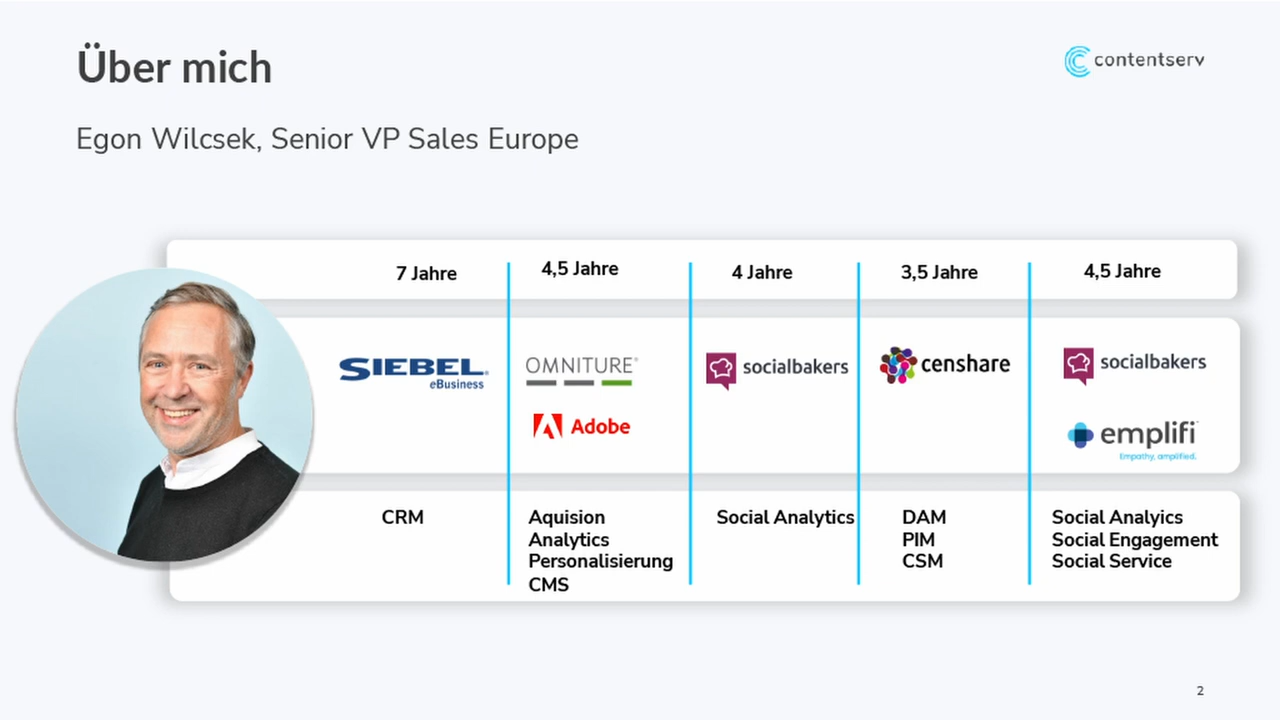 Über mich
contentserv
Egon Wilcsek, Senior VP Sales Europe
7 Jahre
4,5 Jahre
4 Jahre
3,5 Jahre
4,5 Jahre
SIEBEL
eBusiness
OMNITURE
Adobe
socialbakers
censhare
socialbakers
emplifi
Empathy, amplified.
CRM
Aquision
Analytics
Personalisierung
CMS
Social Analytics
DAM
PIM
CSM
Social Analyics
Social Engagement
Social Service
2